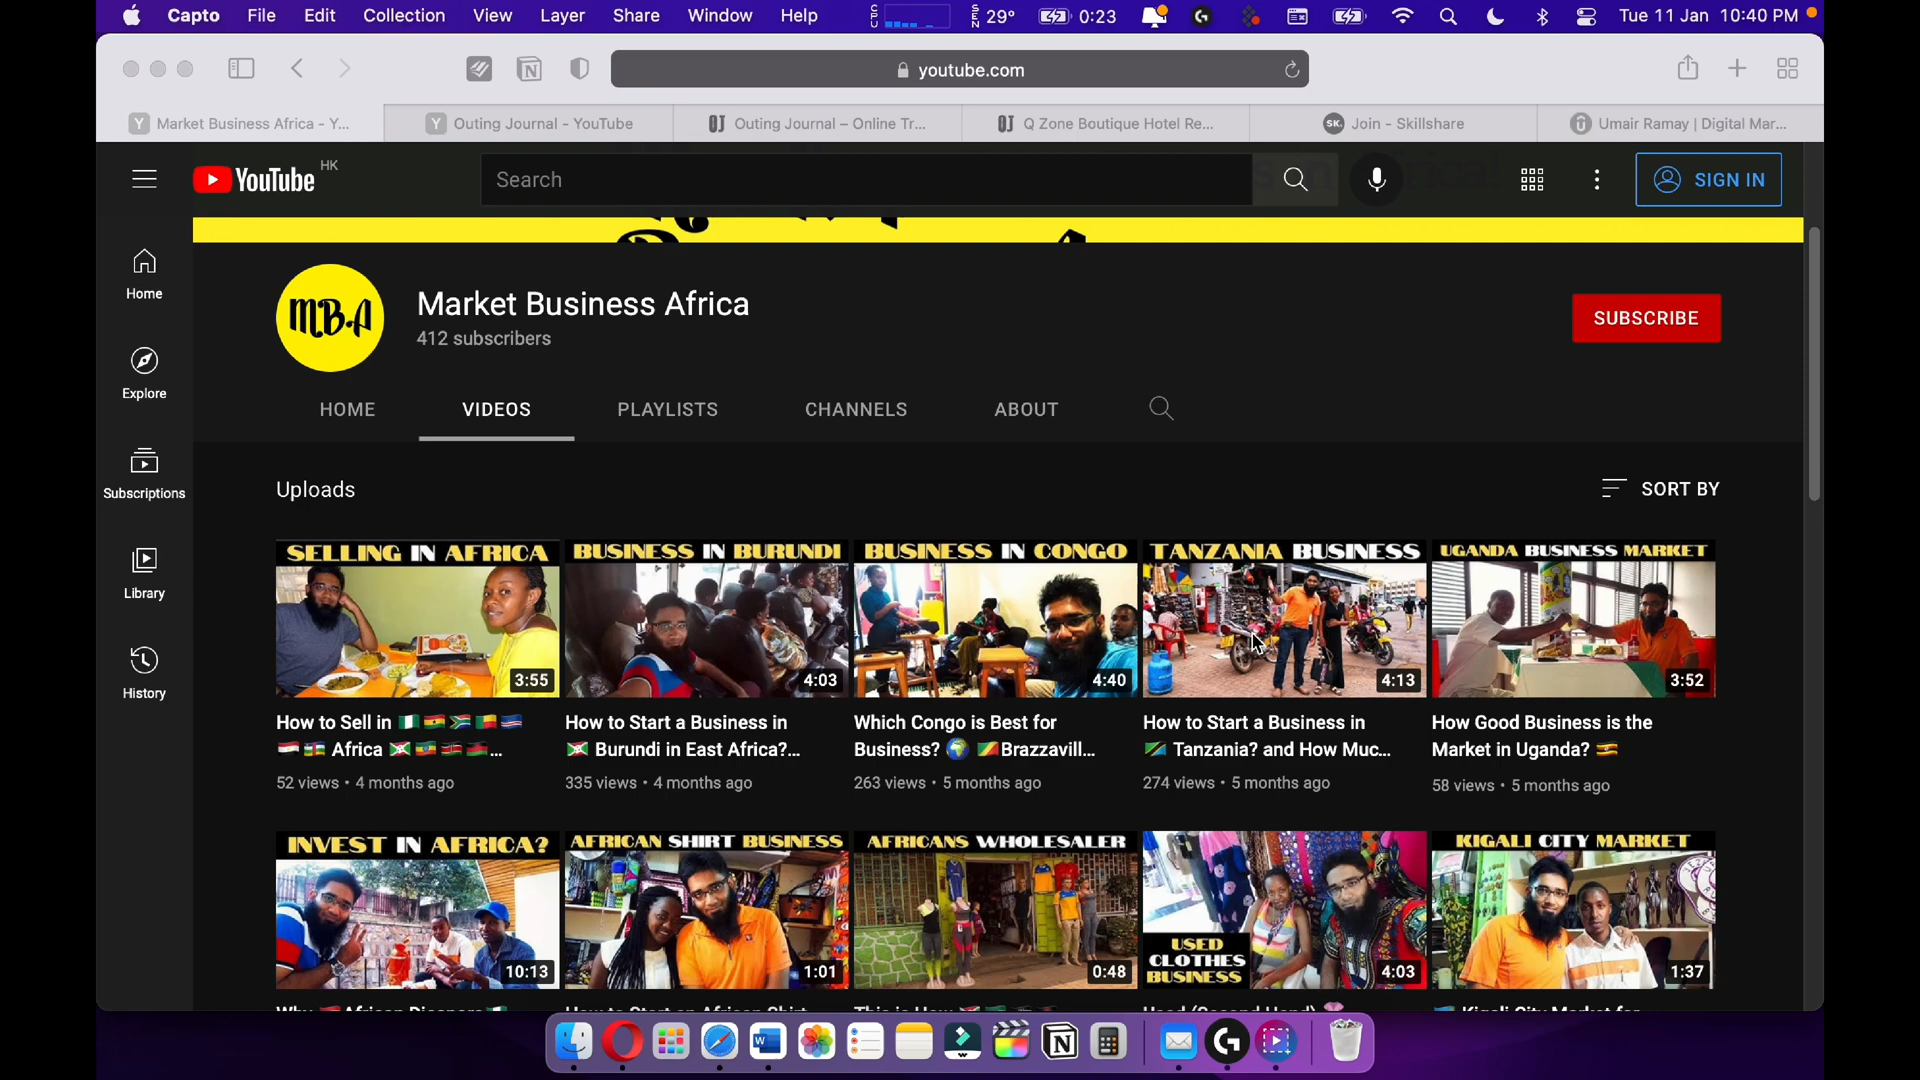 Capto File Edit Collection View Layer Share Window Help 29° 0:23 Tue 11 Jan 10:40 PM
youtube.com
Market Business Africa - Y... Outing Journal - YouTube Outing Journal – Online Tr... Q Zone Boutique Hotel Re... Join - Skillshare Umair Ramay | Digital Mar...
YouTube HK Search SIGN IN
Home
Explore
Subscriptions
Library
History
MBA
Market Business Africa
412 subscribers
SUBSCRIBE
HOME VIDEOS PLAYLISTS CHANNELS ABOUT
Uploads SORT BY
SELLING IN AFRICA BUSINESS IN BURUNDI BUSINESS IN CONGO TANZANIA BUSINESS UGANDA BUSINESS MARKET
3:55 4:03 4:40 4:13 3:52
How to Sell in How to Start a Business in Which Congo is Best for How to Start a Business in How Good Business is the
Africa ... Burundi in East Africa?... Business? Brazzavill... Tanzania? and How Muc... Market in Uganda?
52 views • 4 months ago 335 views • 4 months ago 263 views • 5 months ago 274 views • 5 months ago 58 views • 5 months ago
INVEST IN AFRICA? AFRICAN SHIRT BUSINESS AFRICANS WHOLESALER KIGALI CITY MARKET
USED
CLOTHES
BUSINESS
10:13 1:01 0:48 4:03 1:37